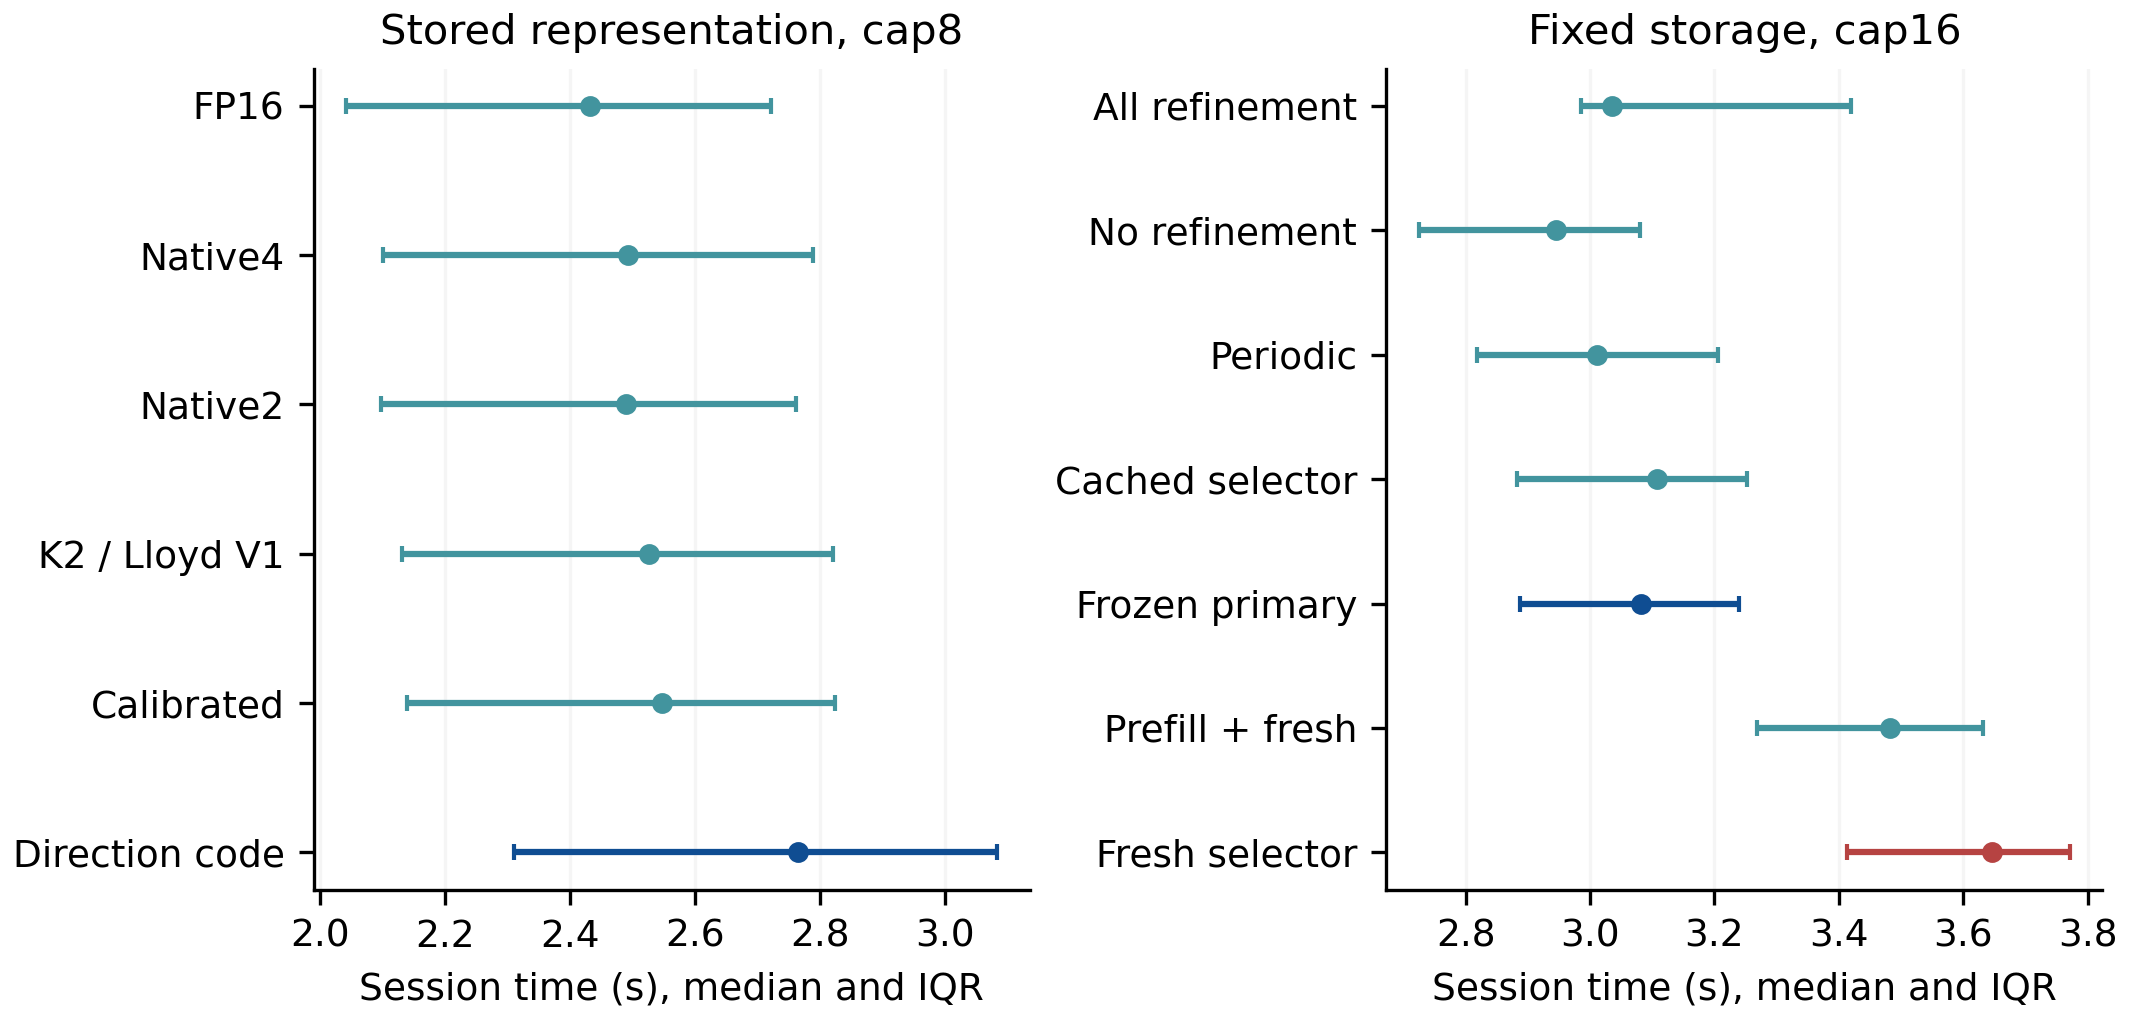 Stored representation, cap8
FP16
Native4
Native2
K2 / Lloyd V1
Calibrated
Direction code
2.0 2.2 2.4 2.6 2.8 3.0
Session time (s), median and IQR
Fixed storage, cap16
All refinement
No refinement
Periodic
Cached selector
Frozen primary
Prefill + fresh
Fresh selector
2.8 3.0 3.2 3.4 3.6 3.8
Session time (s), median and IQR